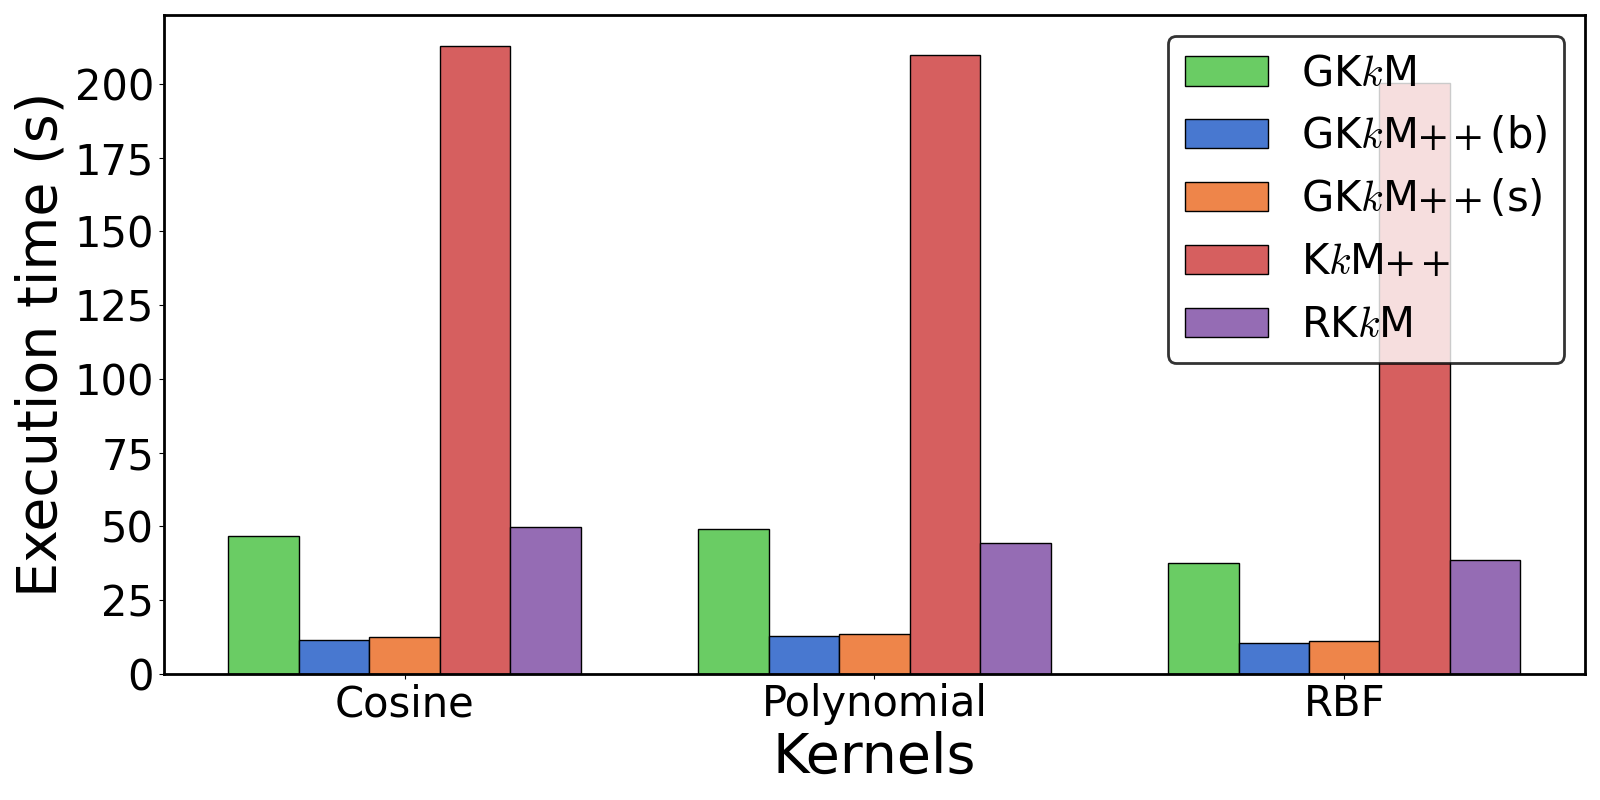 Execution time (s)
200
175
150
125
100
75
50
25
0
GKkM
GKkM++(b)
GKkM++(s)
KkM++
RKkM
Cosine Polynomial RBF
Kernels